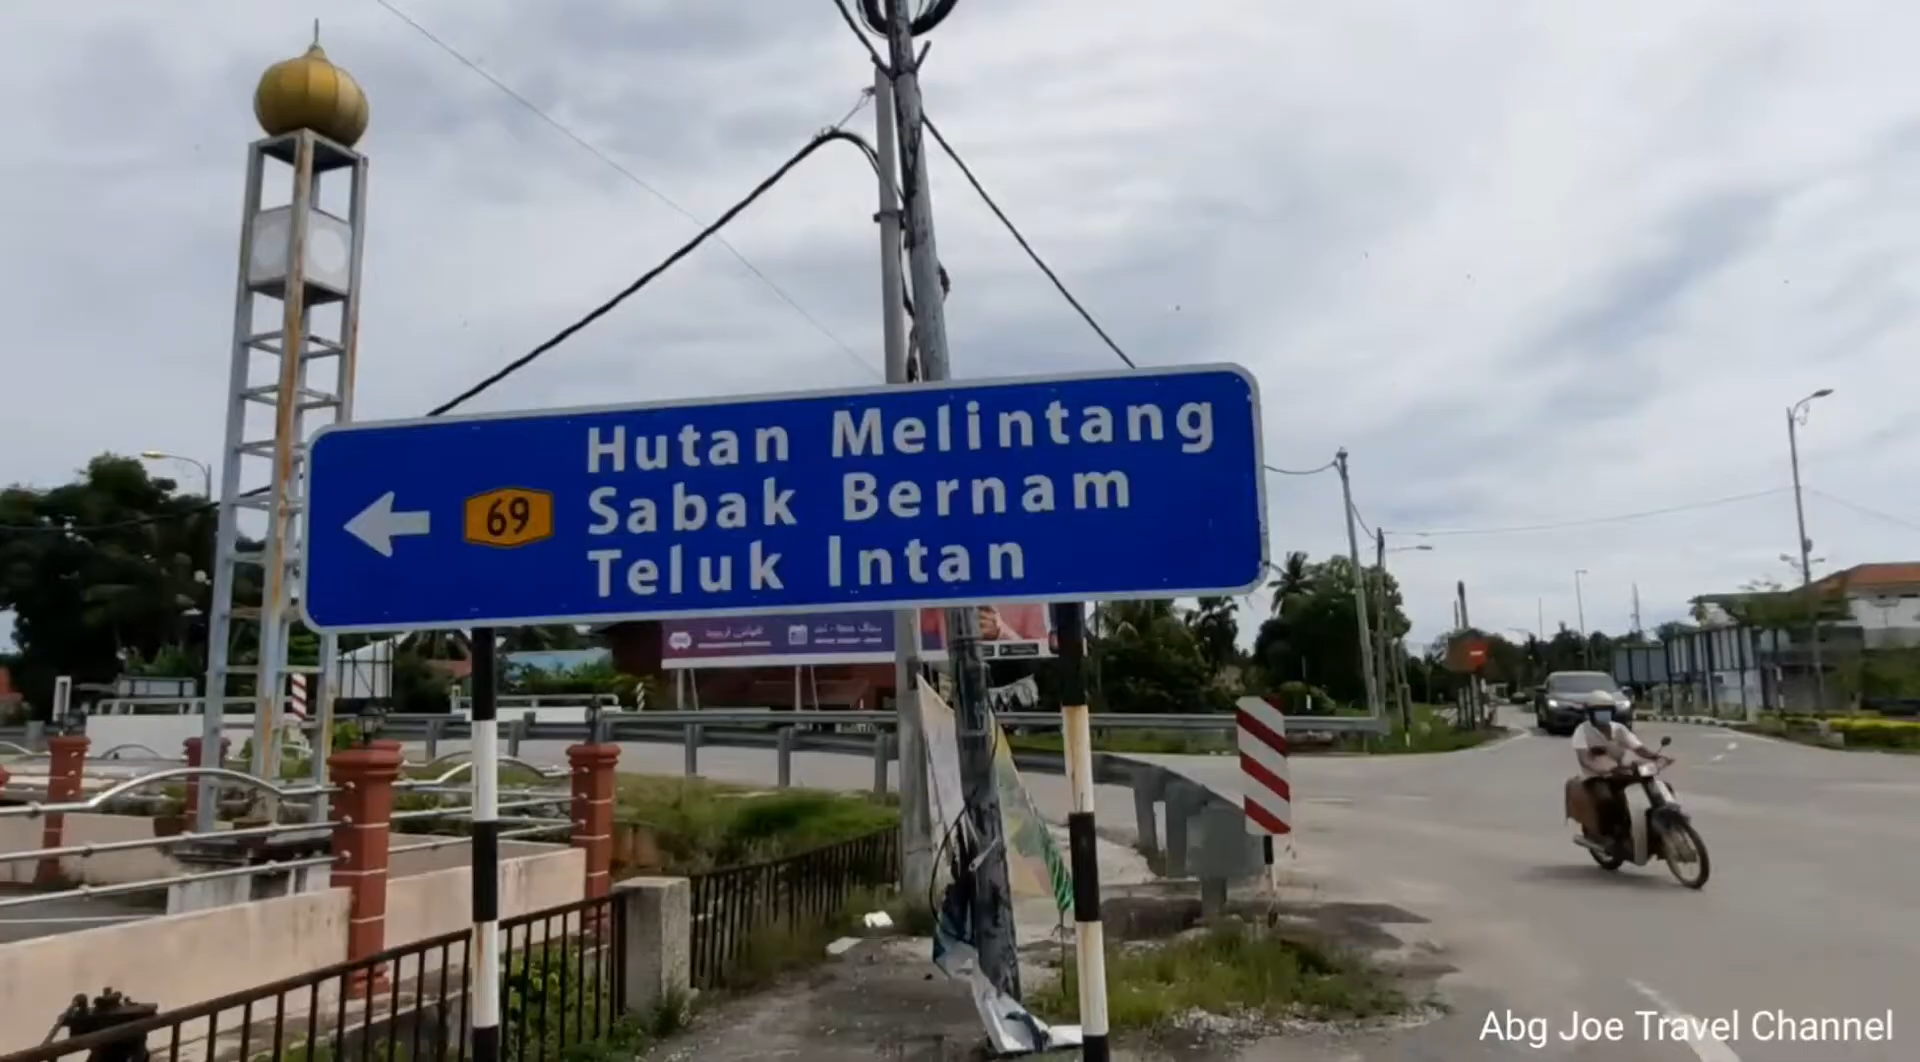 Hutan Melintang
69
Sabak Bernam
Teluk Intan
Abg Joe Travel Channel